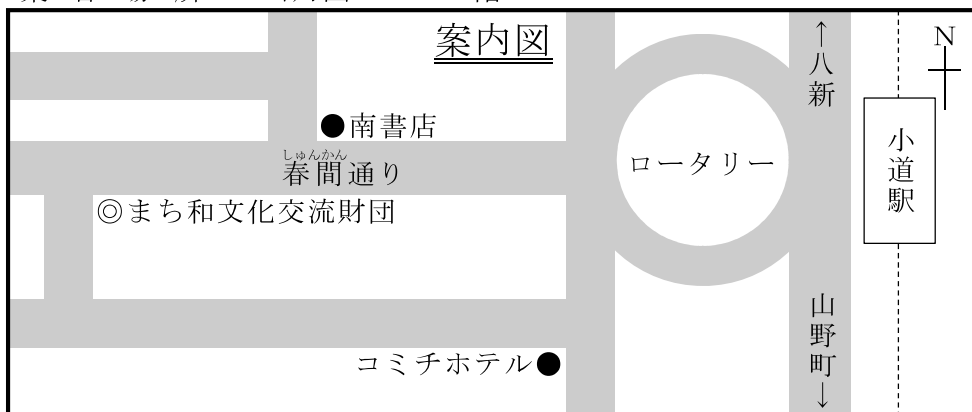 案内図
N
↑八新
●南書店
小道駅
ロータリー
しゅんかん
春間通り
◎まち和文化交流財団
山野町↓
コミチホテル●